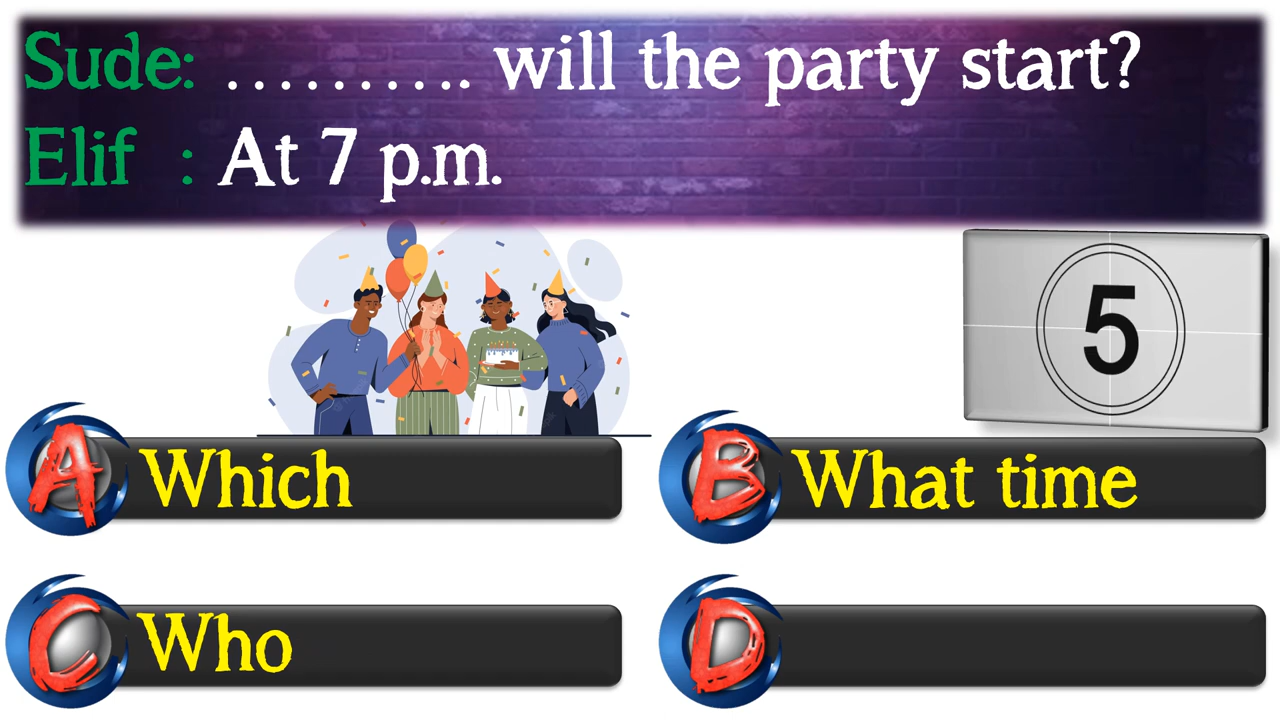 Sude: .......... will the party start?
Elif : At 7 p.m.
5
A Which
B What time
C Who
D